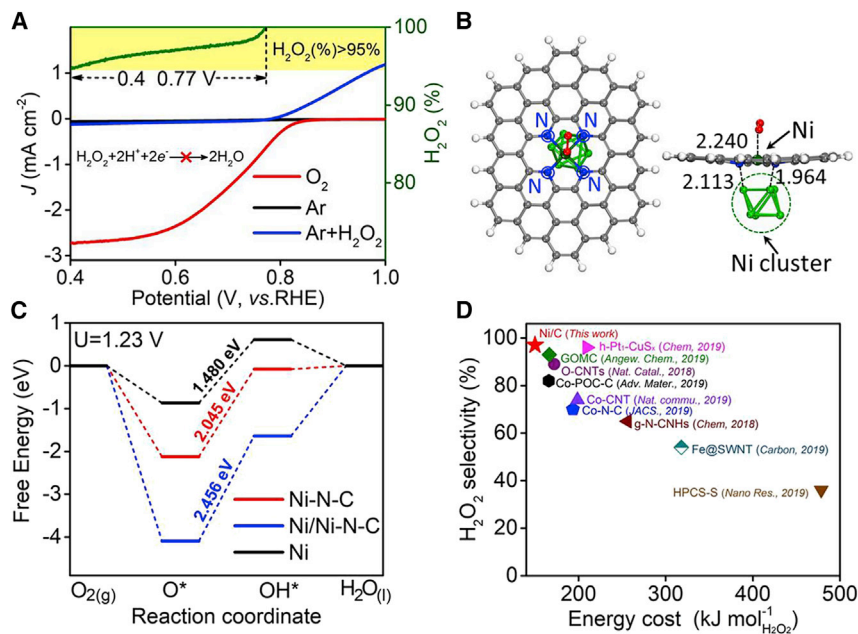 A
100
H₂O₂(%)>95%
0.4 0.77 V
1
0
-1
-2
-3
J (mA cm⁻²)
H₂O₂+2H⁺+2e⁻ → 2H₂O
O₂
Ar
Ar+H₂O₂
90
80
H₂O₂ (%)
0.4
0.6
0.8
1.0
Potential (V, vs.RHE)
B
N
N
N
N
2.240
Ni
2.113
1.964
Ni cluster
C
U=1.23 V
1
0
-1
-2
-3
-4
Free Energy (eV)
1.480 eV
2.045 eV
2.456 eV
Ni-N-C
Ni/Ni-N-C
Ni
O₂(g)
O*
OH*
H₂O(l)
Reaction coordinate
D
100
80
60
40
20
0
H₂O₂ selectivity (%)
Ni/C (This work)
h-Pt₁-CuSₓ (Chem, 2019)
GOMC (Angew. Chem., 2019)
O-CNTs (Nat. Catal., 2018)
Co-POC-C (Adv. Mater., 2019)
Co-CNT (Nat. commu., 2019)
Co-N-C (JACS., 2019)
g-N-CNHs (Chem, 2018)
Fe@SWNT (Carbon, 2019)
HPCS-S (Nano Res., 2019)
200
300
400
500
Energy cost (kJ mol⁻¹H₂O₂)